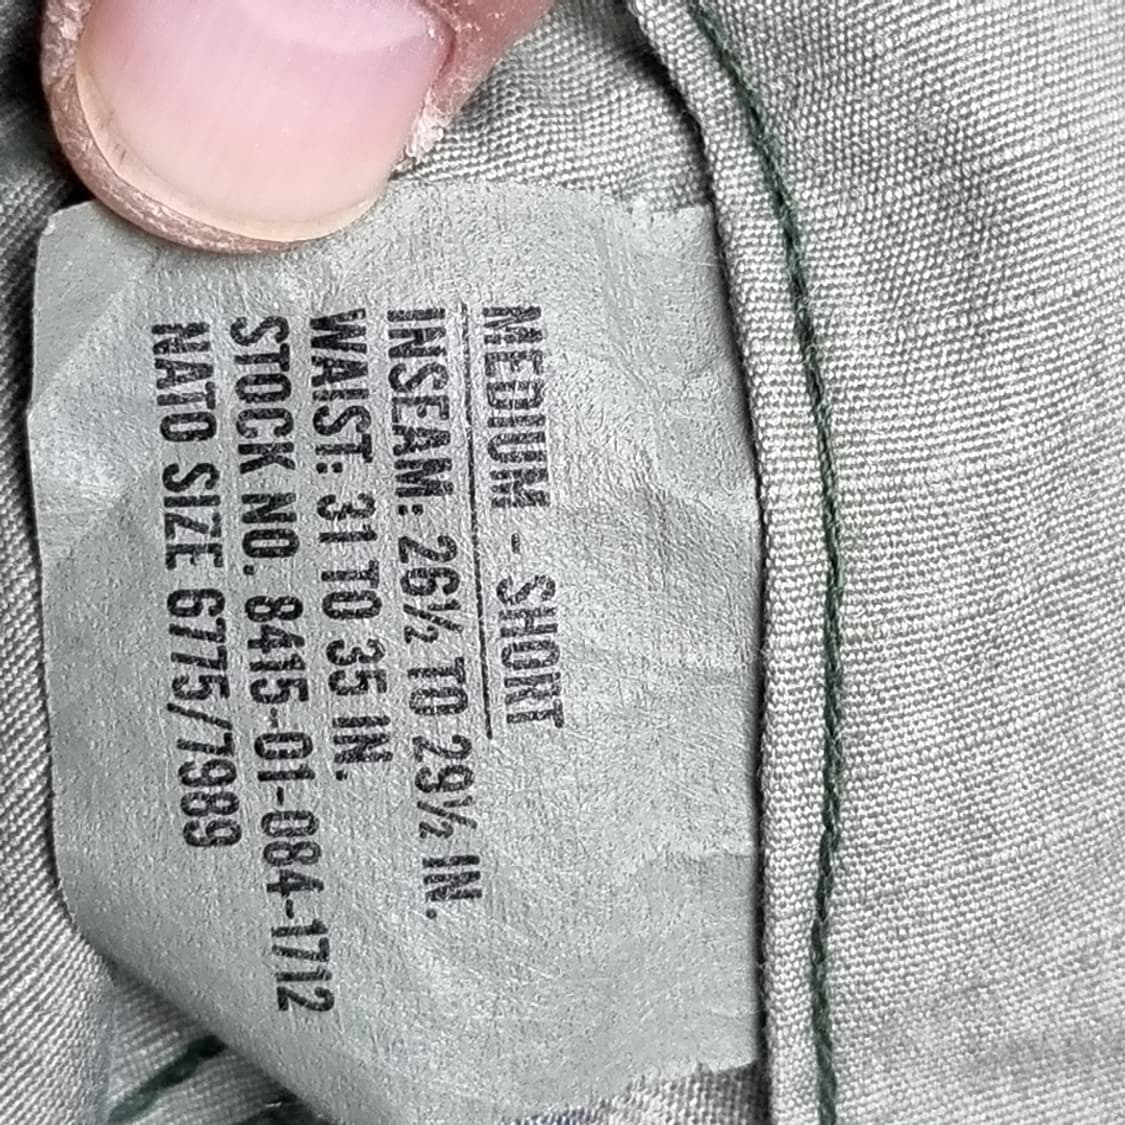 MEDIUM - SHORT
INSEAM: 26½ TO 29½ IN.
WAIST: 31 TO 35 IN.
STOCK NO. 8415-01-084-1712
NATO SIZE 6775/7989